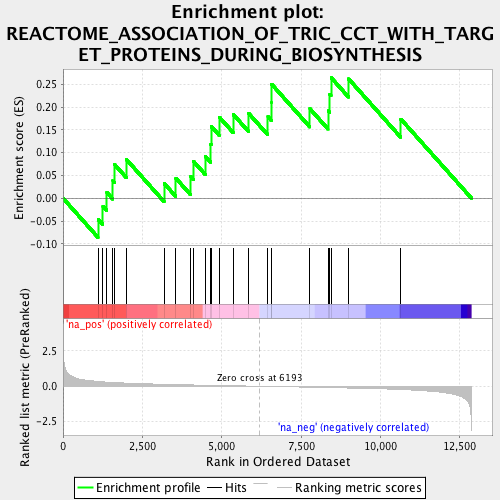 Enrichment plot:
REACTOME_ASSOCIATION_OF_TRIC_CCT_WITH_TARG
ET_PROTEINS_DURING_BIOSYNTHESIS
Enrichment score (ES)
0.25
0.20
0.15
0.10
0.05
0.00
-0.05
-0.10
'na_pos' (positively correlated)
Ranked list metric (PreRanked)
2.5
0.0
-2.5
Zero cross at 6193
'na_neg' (negatively correlated)
0
2,500
5,000
7,500
10,000
12,500
Rank in Ordered Dataset
Enrichment profile
Hits
Ranking metric scores